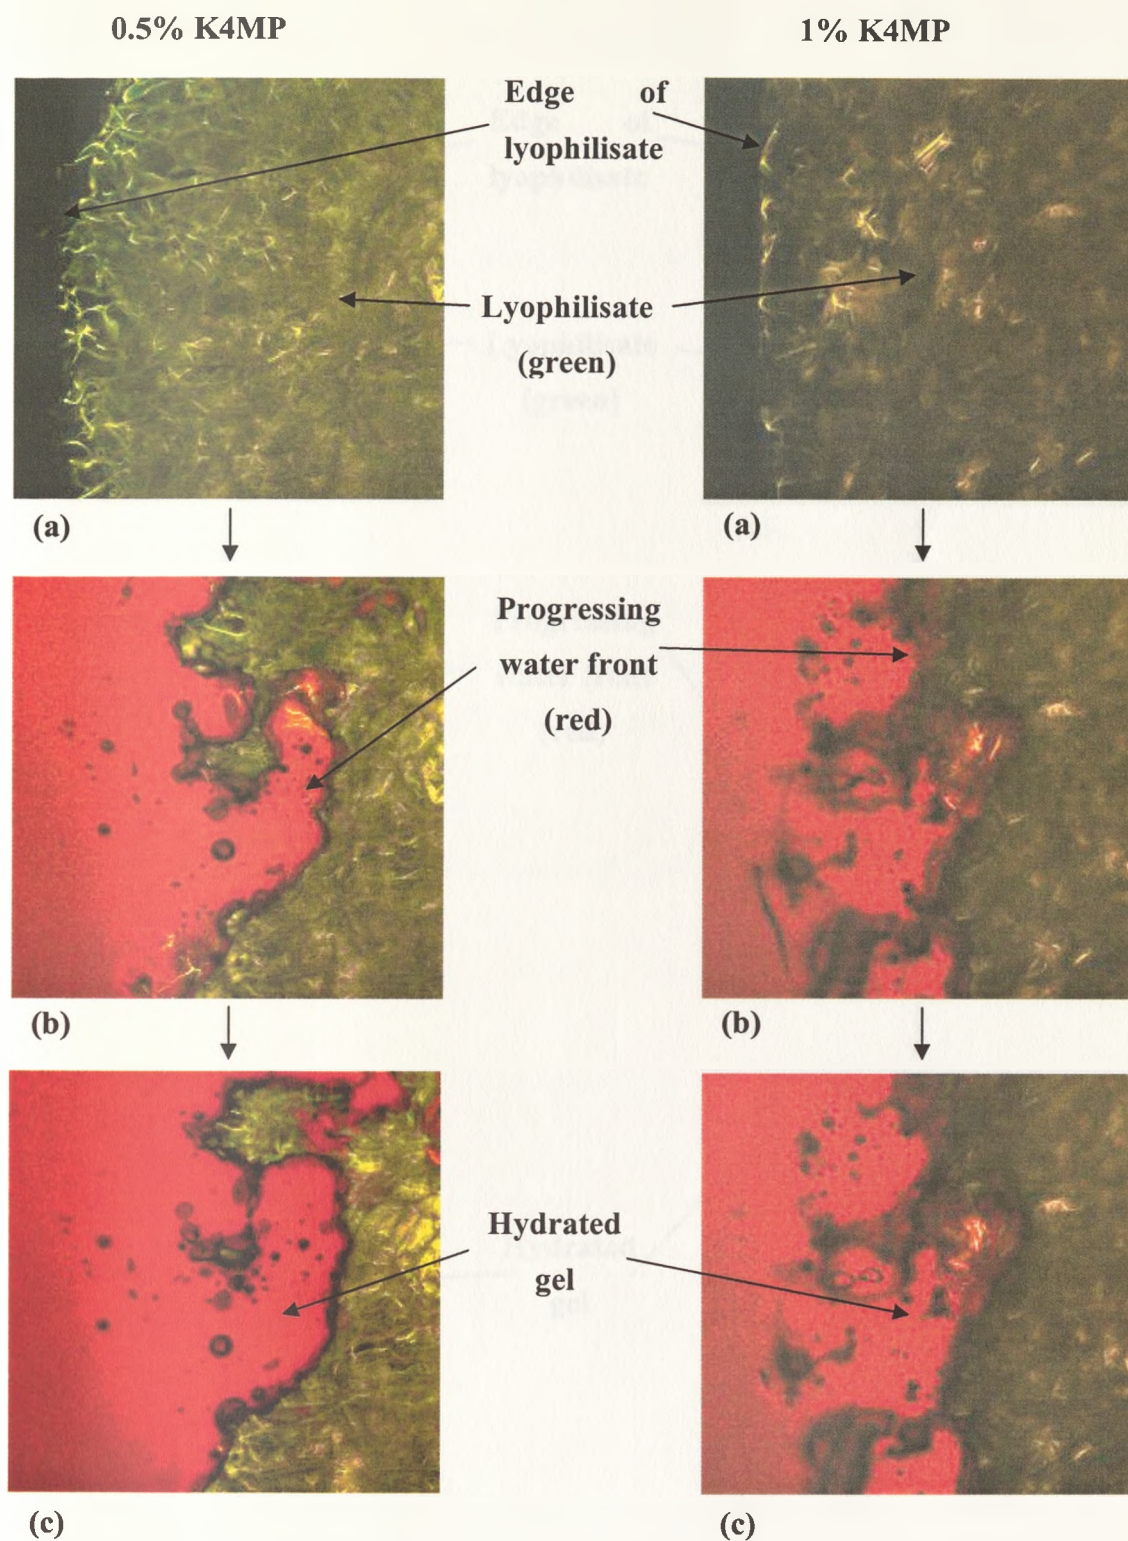 0.5% K4MP
1% K4MP
Edge of
lyophilisate
Lyophilisate
(green)
(a)
(a)
Progressing
water front
(red)
(b)
(b)
Hydrated
gel
(c)
(c)